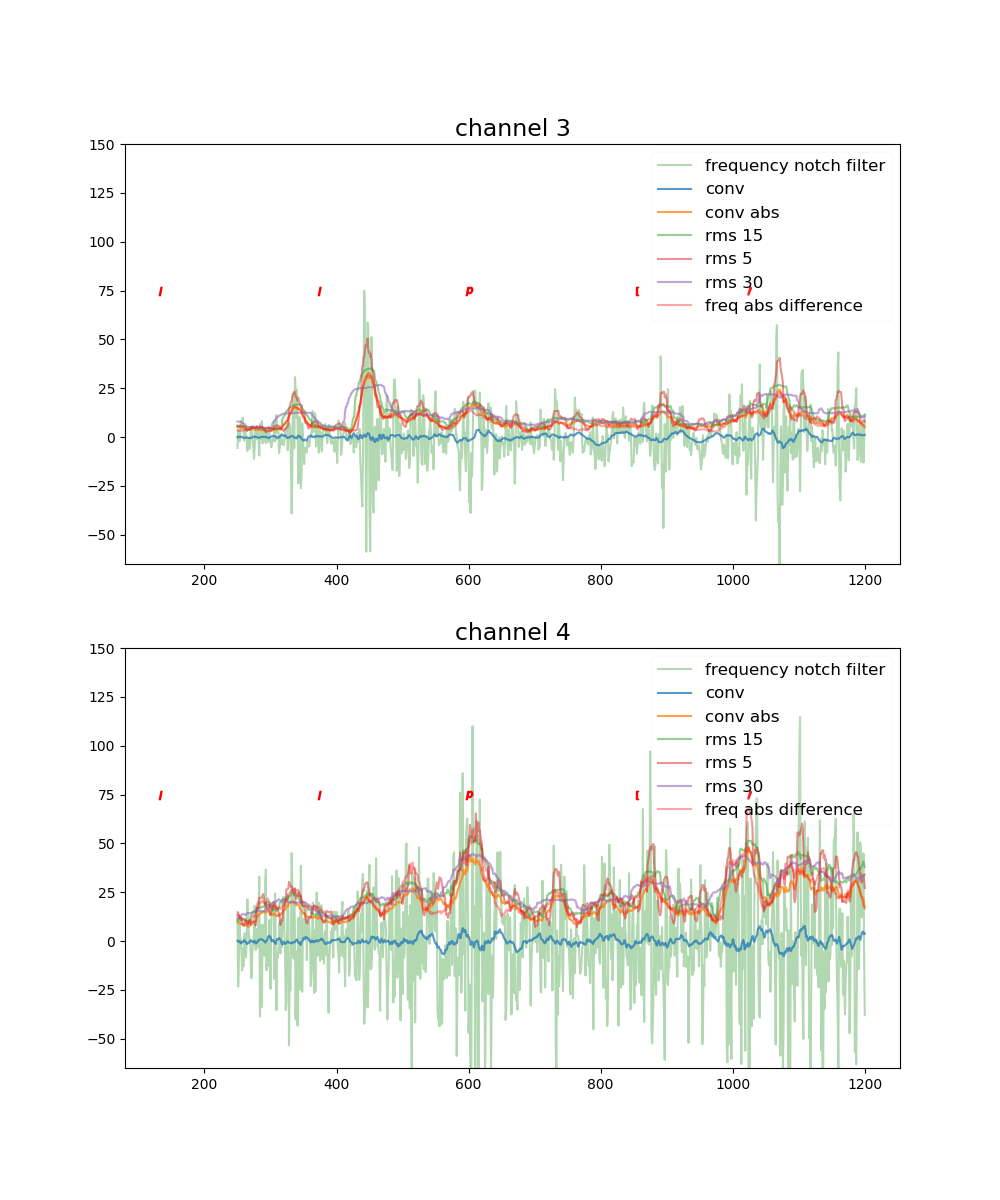 channel 3
150
125
100
75
50
25
0
−25
−50
200 400 600 800 1000 1200
frequency notch filter
conv
conv abs
rms 15
rms 5
rms 30
freq abs difference
p
channel 4
150
125
100
75
50
25
0
−25
−50
200 400 600 800 1000 1200
frequency notch filter
conv
conv abs
rms 15
rms 5
rms 30
freq abs difference
p